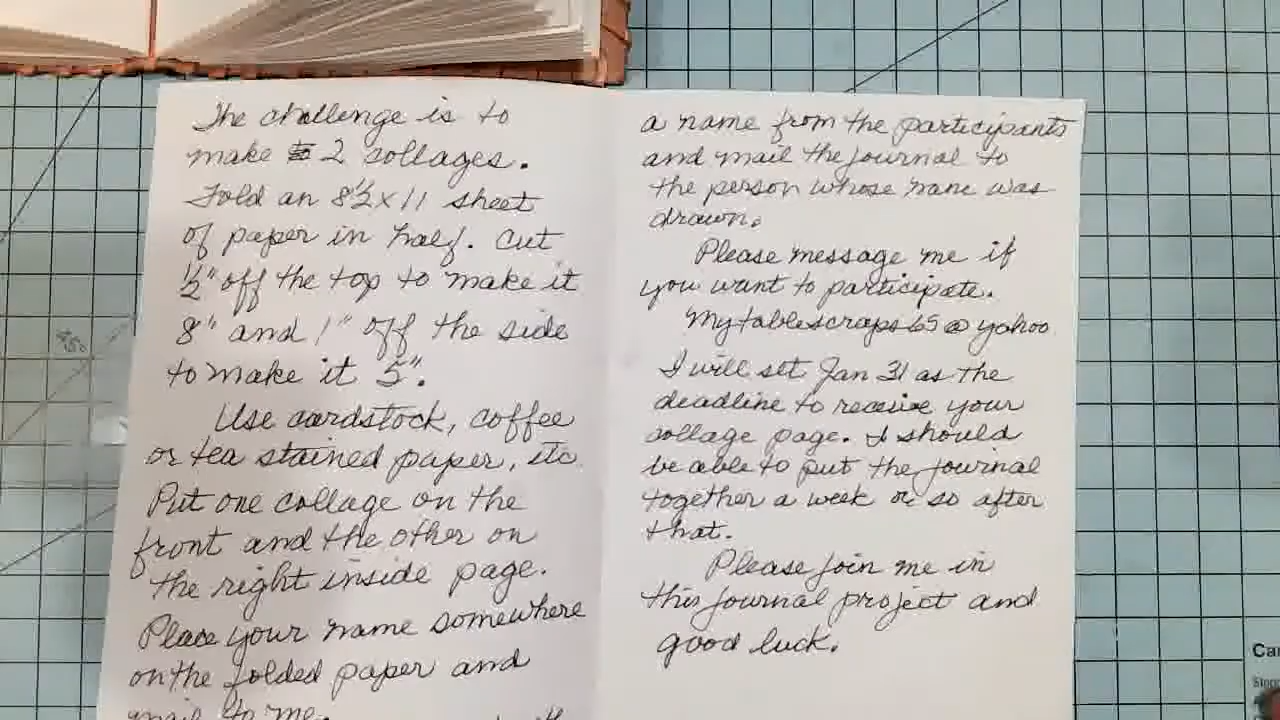 The challenge is to
make 2 collages.
Fold an 8½ x 11 sheet
of paper in half. Cut
½" off the top to make it
8" and 1" off the side
to make it 5".
Use cardstock, coffee
or tea stained paper, etc
Put one collage on the
front and the other on
the right inside page.
Place your name somewhere
on the folded paper and
mail to me.
a name from the participants
and mail the journal to
the person whose name was
drawn.
Please message me if
you want to participate.
Mytablescraps65@yahoo
I will set Jan 31 as the
deadline to receive your
collage page. I should
be able to put the journal
together a week or so after
that.
Please join me in
this journal project and
good luck.